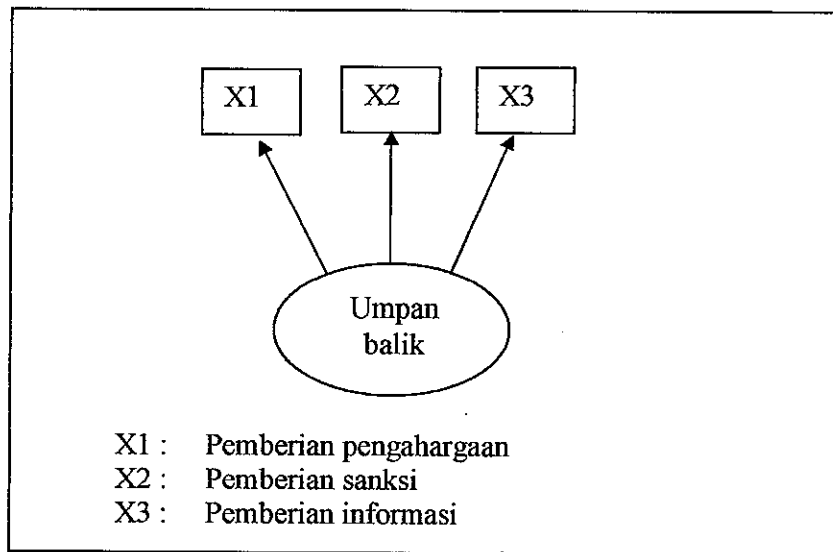 X1 X2 X3
Umpan
balik
X1 : Pemberian pengahargaan
X2 : Pemberian sanksi
X3 : Pemberian informasi